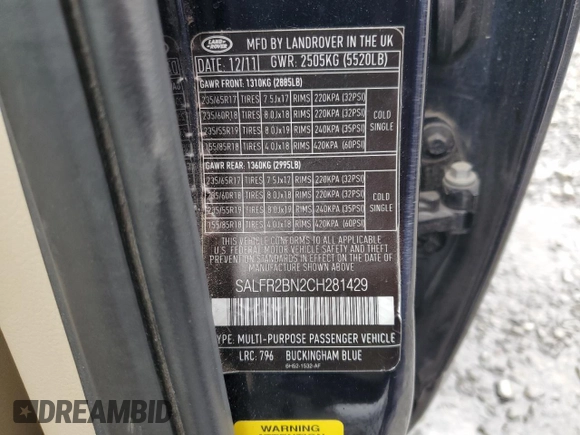 LAND ROVER
MFD BY LANDROVER IN THE UK
DATE: 12/11 GWR: 2505KG (5520LB)
GAWR FRONT: 1310KG (2885LB)
235/65R17 TIRES 7.5Jx17 RIMS 220KPA (32PSI)
235/60R18 TIRES 8.0Jx18 RIMS 220KPA (32PSI)
235/55R19 TIRES 8.0Jx19 RIMS 240KPA (35PSI)
155/85R18 TIRES 4.0Jx18 RIMS 420KPA (60PSI)
COLD
SINGLE
GAWR REAR: 1360KG (2995LB)
235/65R17 TIRES 7.5Jx17 RIMS 220KPA (32PSI)
235/60R18 TIRES 8.0Jx18 RIMS 220KPA (32PSI)
235/55R19 TIRES 8.0Jx19 RIMS 240KPA (35PSI)
155/85R18 TIRES 4.0Jx18 RIMS 420KPA (60PSI)
COLD
SINGLE
THIS VEHICLE CONFORMS TO ALL APPLICABLE
U.S. FEDERAL MOTOR VEHICLE SAFETY AND THEFT
PREVENTION STANDARDS IN EFFECT ON THE DATE
OF MANUFACTURE SHOWN ABOVE
SALFR2BN2CH281429
TYPE: MULTI-PURPOSE PASSENGER VEHICLE
LRC: 796 BUCKINGHAM BLUE
6H52-1532-AF
WARNING
DREAMBID